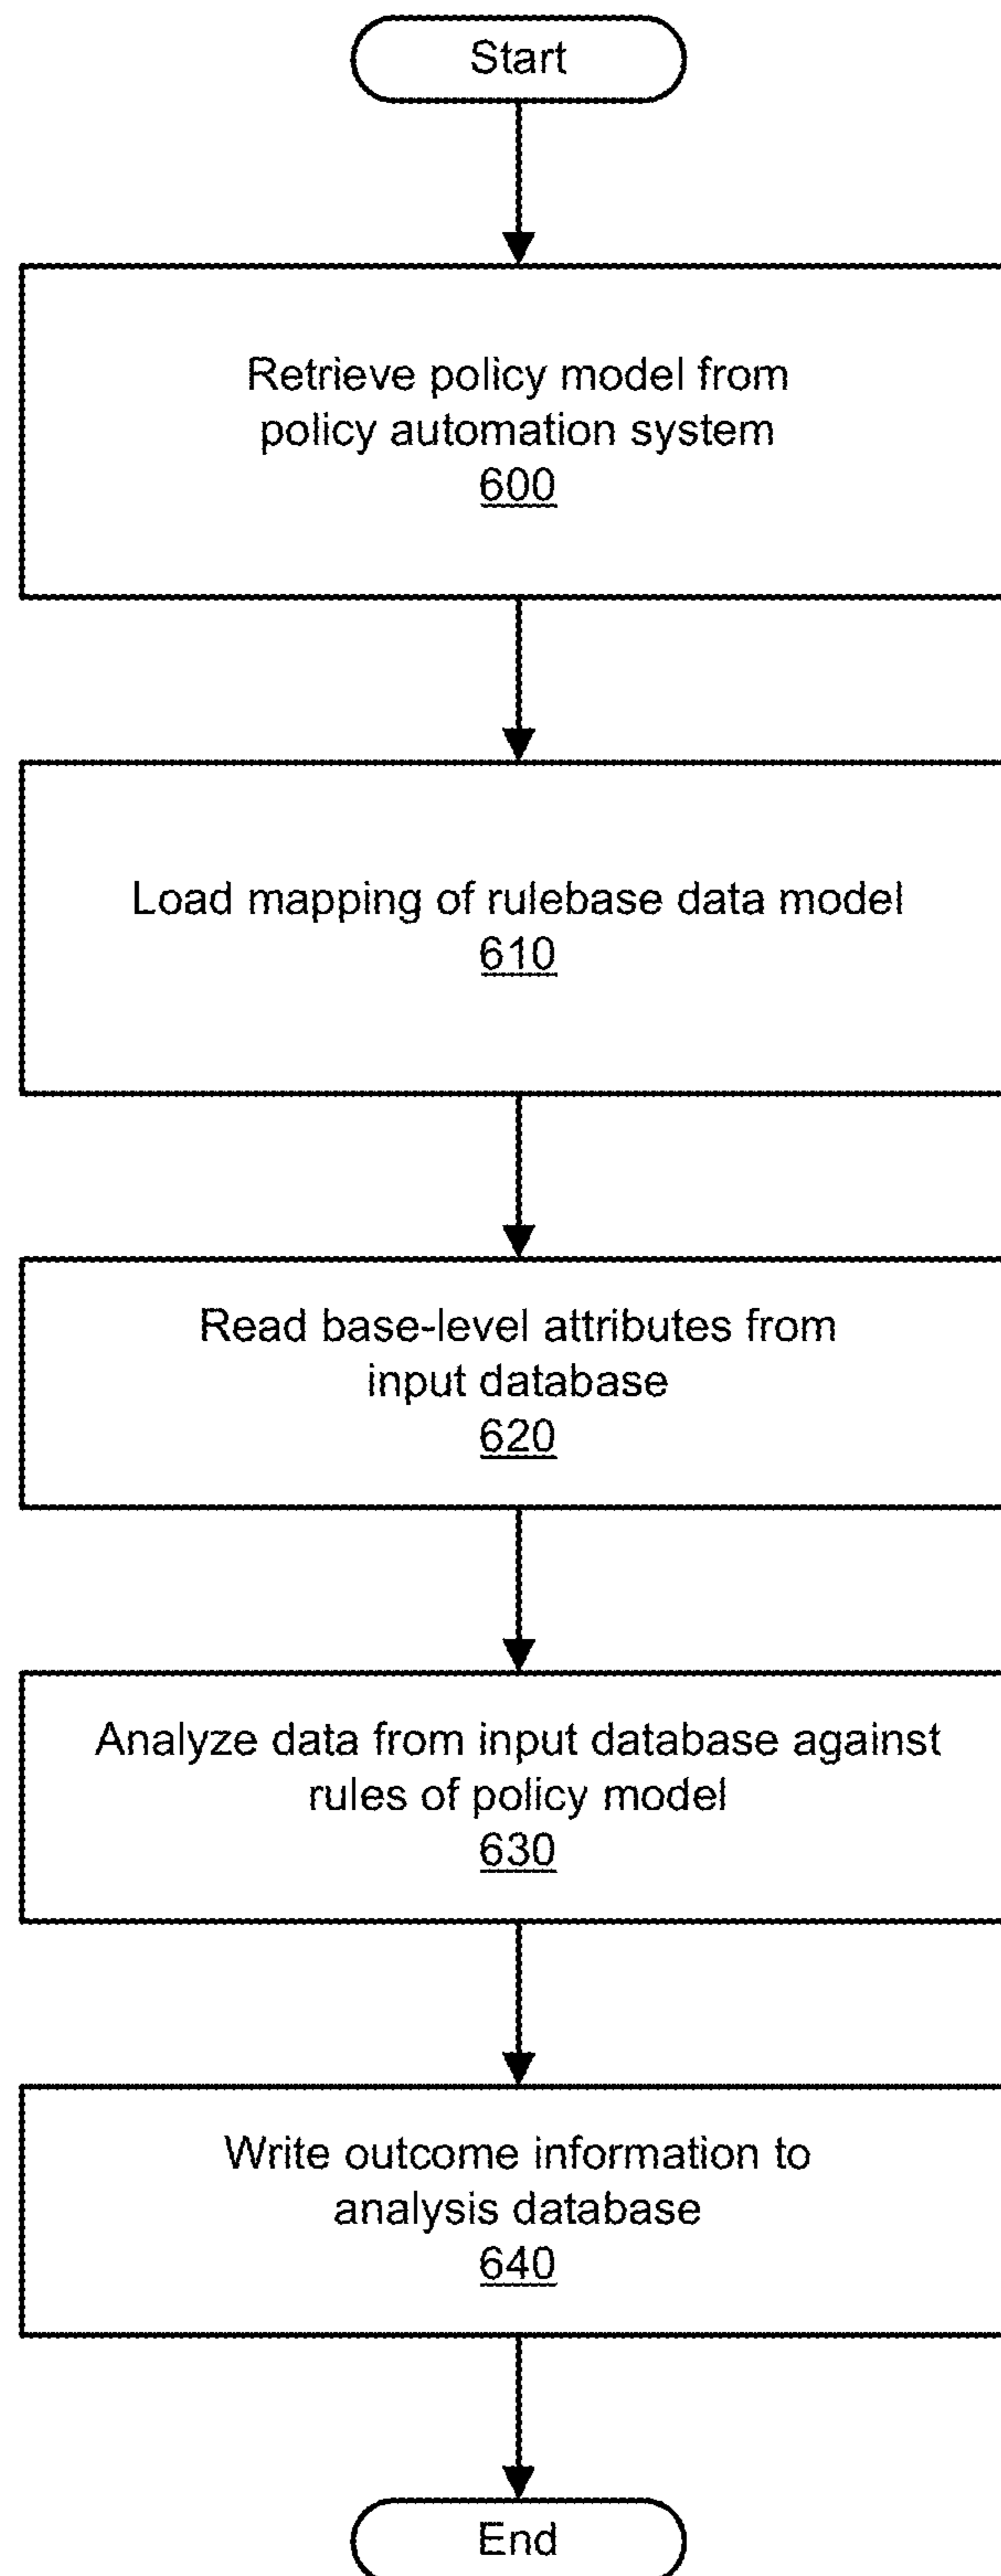 Start
Retrieve policy model from
policy automation system
600
Load mapping of rulebase data model
610
Read base-level attributes from
input database
620
Analyze data from input database against
rules of policy model
630
Write outcome information to
analysis database
640
End